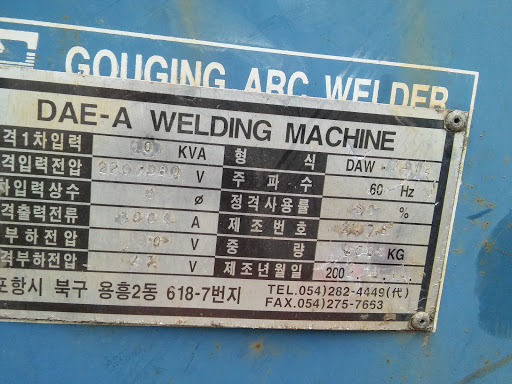 GOUGING ARC WELDER
DAE-A WELDING MACHINE
격1차입력 KVA 형 식 DAW-
격입력전압 220/ V 주 파 수 60 Hz
차입력상수 ø 정격사용률 %
격출력전류 A 제조번호
부하전압 V 중 량 KG
격부하전압 V 제조년월일 200
포항시 북구 용흥2동 618-7번지
TEL.054)282-4449(代)
FAX.054)275-7663